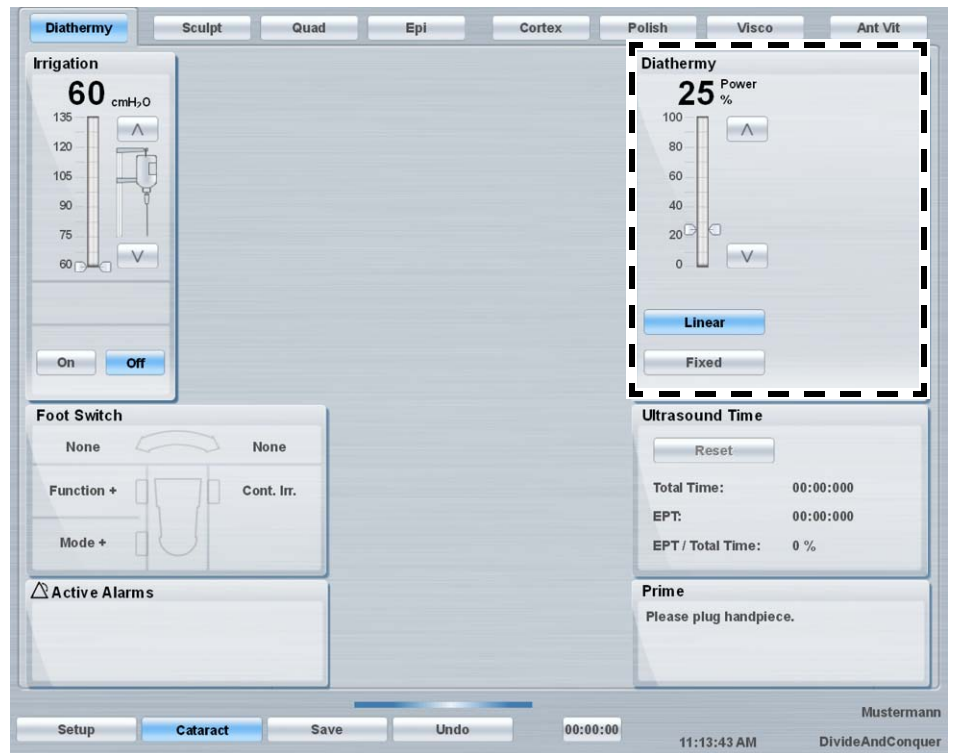 Diathermy Sculpt Quad Epi Cortex Polish Visco Ant Vit
Irrigation
60 cmH₂O
135
120
105
90
75
60
On Off
Diathermy
25 Power %
100
80
60
40
20
0
Linear
Fixed
Foot Switch
None None
Function + Cont. Irr.
Mode +
Ultrasound Time
Reset
Total Time: 00:00:000
EPT: 00:00:000
EPT / Total Time: 0 %
Active Alarms
Prime
Please plug handpiece.
Setup Cataract Save Undo 00:00:00
Mustermann
11:13:43 AM DivideAndConquer